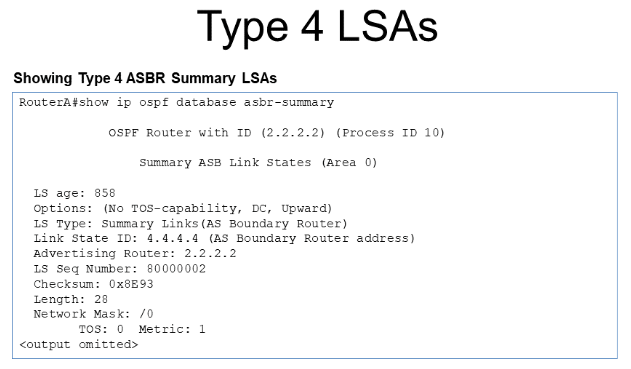 Type 4 LSAs
Showing Type 4 ASBR Summary LSAs
RouterA#show ip ospf database asbr-summary
OSPF Router with ID (2.2.2.2) (Process ID 10)
Summary ASB Link States (Area 0)
LS age: 858
Options: (No TOS-capability, DC, Upward)
LS Type: Summary Links(AS Boundary Router)
Link State ID: 4.4.4.4 (AS Boundary Router address)
Advertising Router: 2.2.2.2
LS Seq Number: 80000002
Checksum: 0x8E93
Length: 28
Network Mask: /0
TOS: 0 Metric: 1
<output omitted>